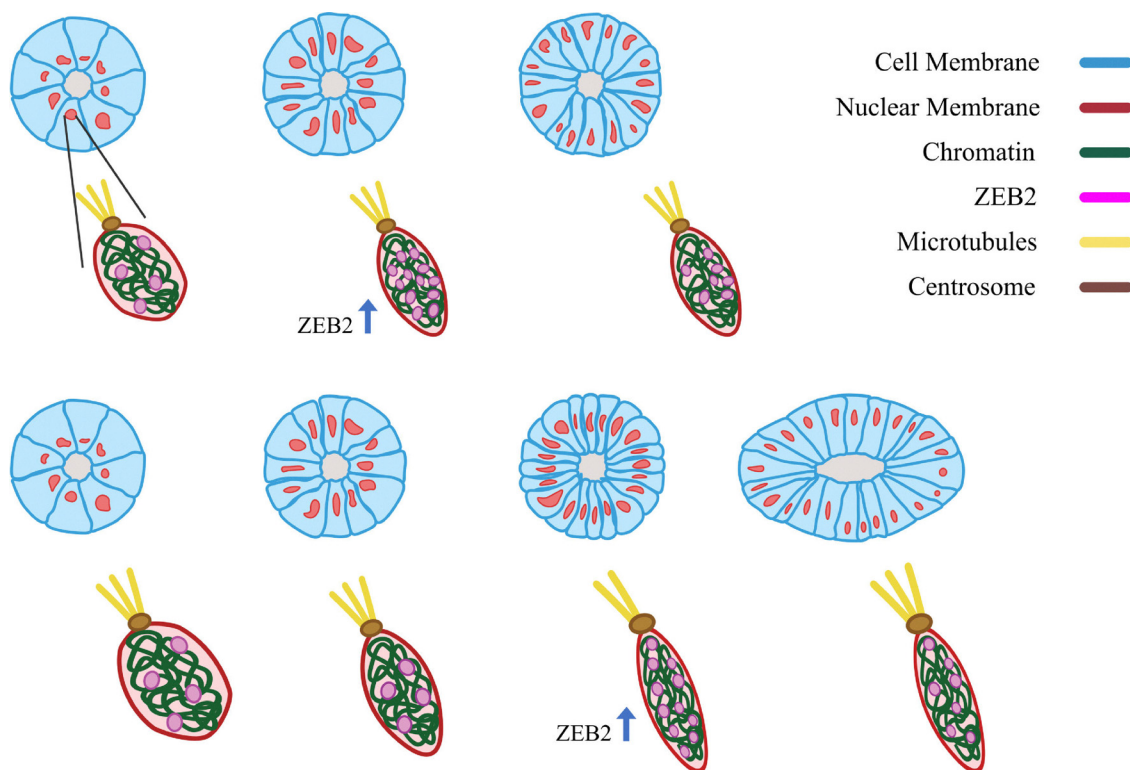 Cell Membrane
Nuclear Membrane
Chromatin
ZEB2
Microtubules
Centrosome
ZEB2
ZEB2